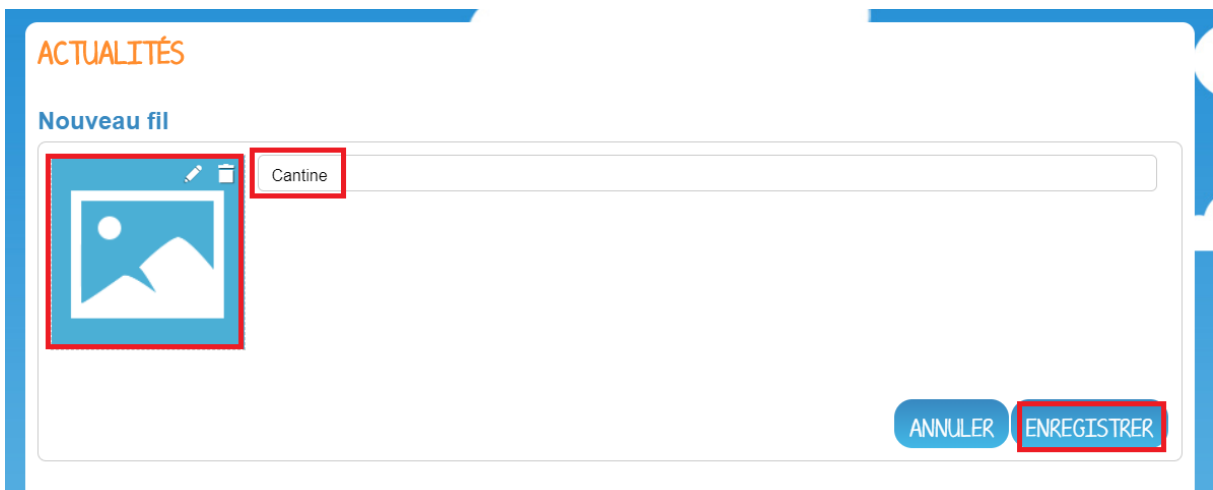 ACTUALITÉS
Nouveau fil
Cantine
ANNULER
ENREGISTRER